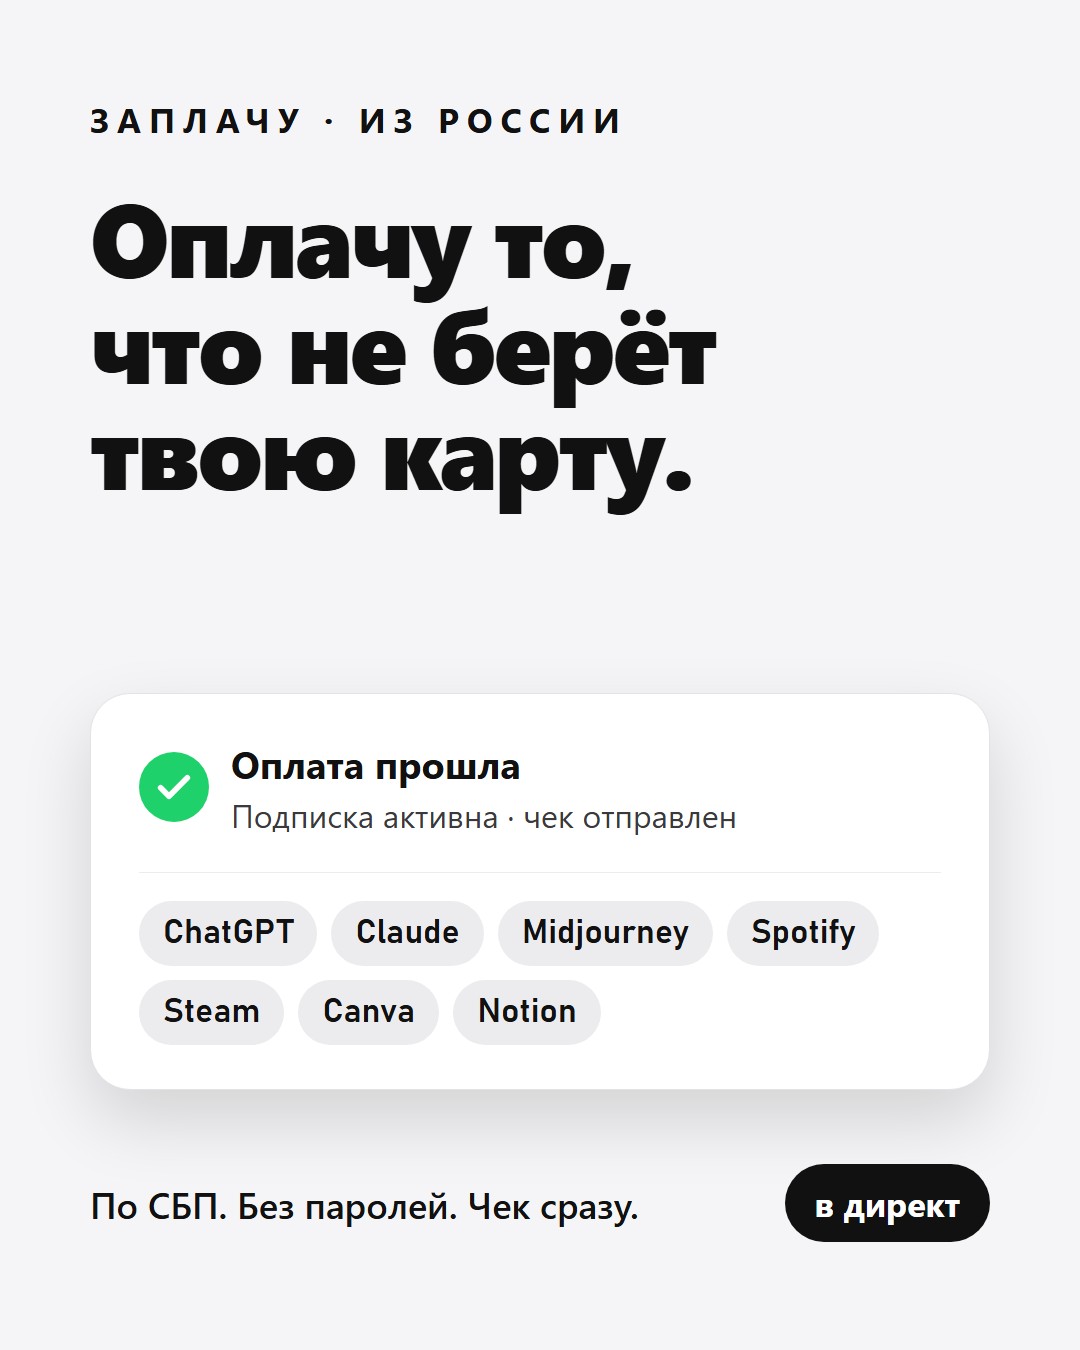 ЗАПЛАЧУ · ИЗ РОССИИ
Оплачу то,
что не берёт
твою карту.
Оплата прошла
Подписка активна · чек отправлен
ChatGPT Claude Midjourney Spotify
Steam Canva Notion
По СБП. Без паролей. Чек сразу.
в директ